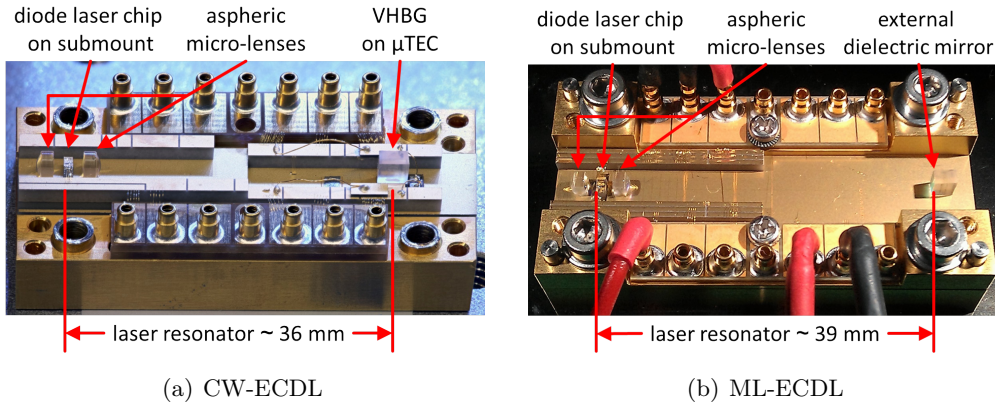 diode laser chip
on submount
aspheric
micro-lenses
VHBG
on µTEC
laser resonator ~ 36 mm
(a) CW-ECDL
diode laser chip
on submount
aspheric
micro-lenses
external
dielectric mirror
laser resonator ~ 39 mm
(b) ML-ECDL